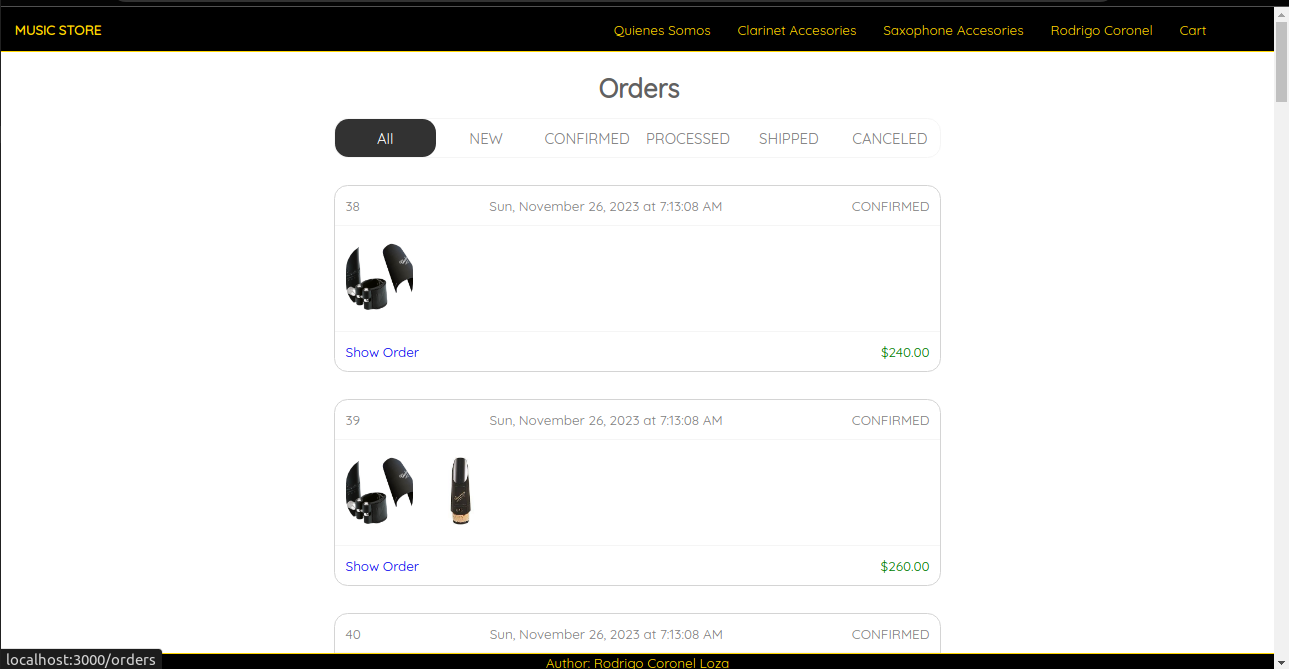 MUSIC STORE Quienes Somos Clarinet Accesories Saxophone Accesories Rodrigo Coronel Cart
Orders
All NEW CONFIRMED PROCESSED SHIPPED CANCELED
38 Sun, November 26, 2023 at 7:13:08 AM CONFIRMED
Show Order $240.00
39 Sun, November 26, 2023 at 7:13:08 AM CONFIRMED
Show Order $260.00
40 Sun, November 26, 2023 at 7:13:08 AM CONFIRMED
localhost:3000/orders
Author: Rodrigo Coronel Loza